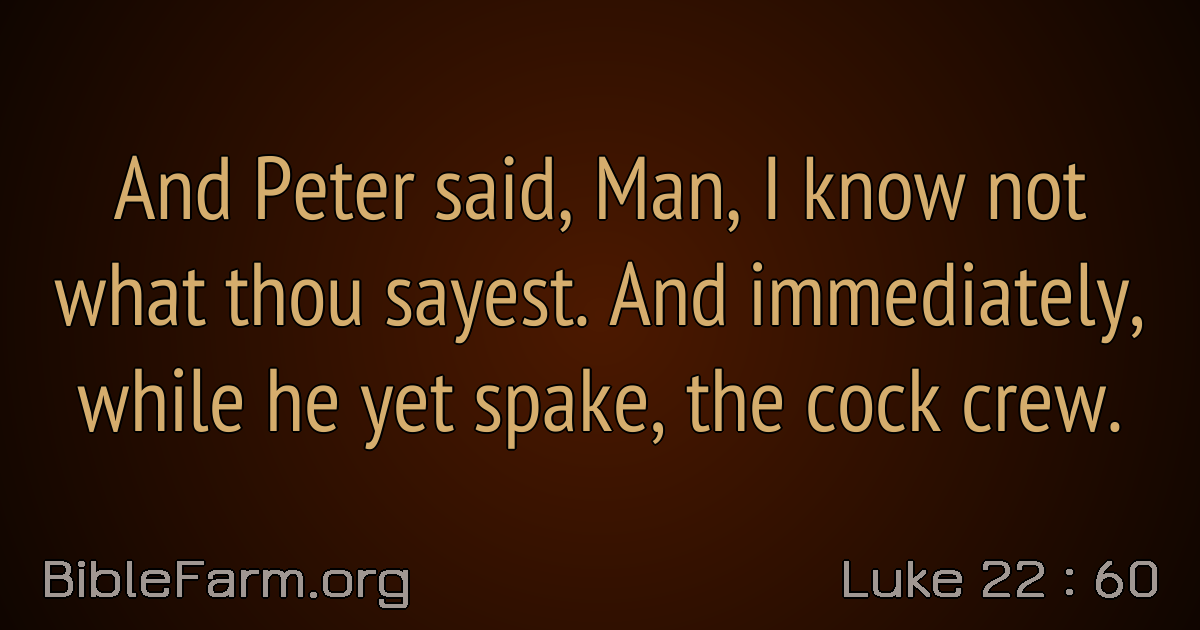 And Peter said, Man, I know not
what thou sayest. And immediately,
while he yet spake, the cock crew.
BibleFarm.org
Luke 22 : 60